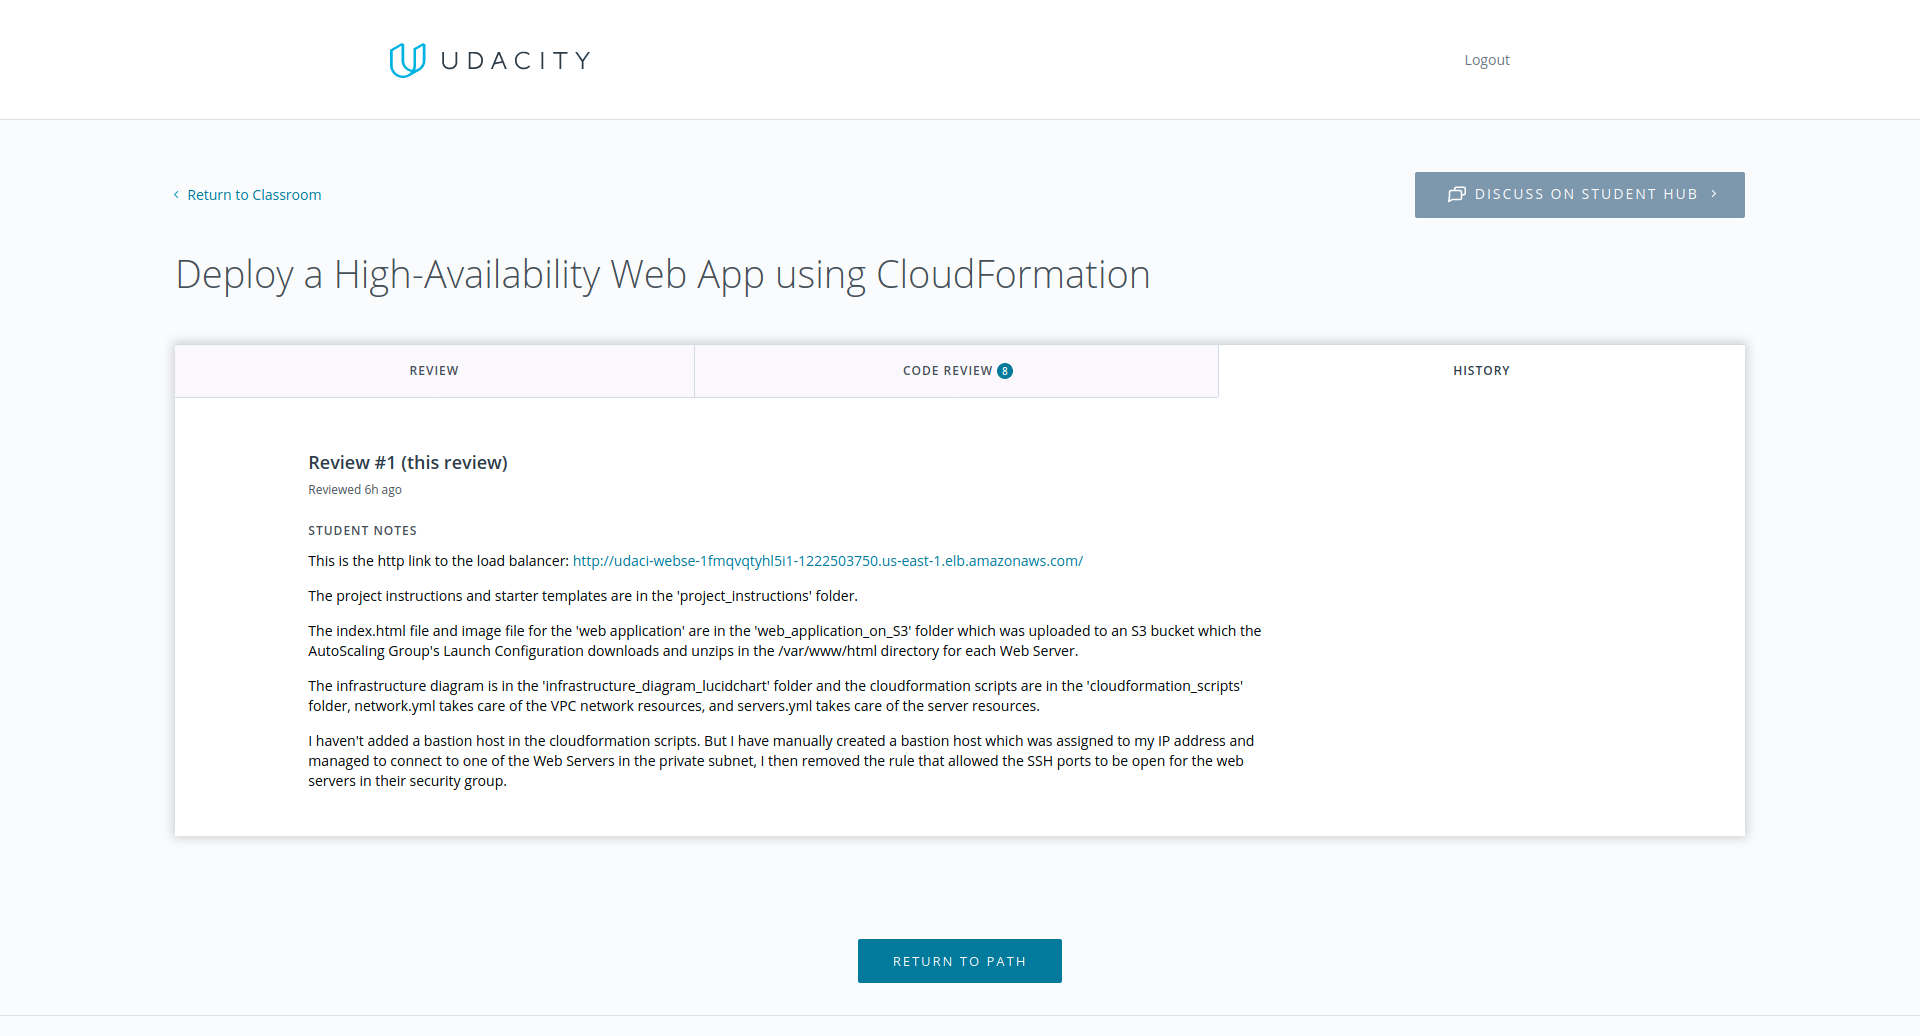 UDACITY
Logout
Return to Classroom
DISCUSS ON STUDENT HUB
Deploy a High-Availability Web App using CloudFormation
REVIEW
CODE REVIEW 8
HISTORY
Review #1 (this review)
Reviewed 6h ago
STUDENT NOTES
This is the http link to the load balancer: http://udaci-webse-1fmqvqtyhl5i1-1222503750.us-east-1.elb.amazonaws.com/
The project instructions and starter templates are in the 'project_instructions' folder.
The index.html file and image file for the 'web application' are in the 'web_application_on_S3' folder which was uploaded to an S3 bucket which the
AutoScaling Group's Launch Configuration downloads and unzips in the /var/www/html directory for each Web Server.
The infrastructure diagram is in the 'infrastructure_diagram_lucidchart' folder and the cloudformation scripts are in the 'cloudformation_scripts'
folder, network.yml takes care of the VPC network resources, and servers.yml takes care of the server resources.
I haven't added a bastion host in the cloudformation scripts. But I have manually created a bastion host which was assigned to my IP address and
managed to connect to one of the Web Servers in the private subnet, I then removed the rule that allowed the SSH ports to be open for the web
servers in their security group.
RETURN TO PATH